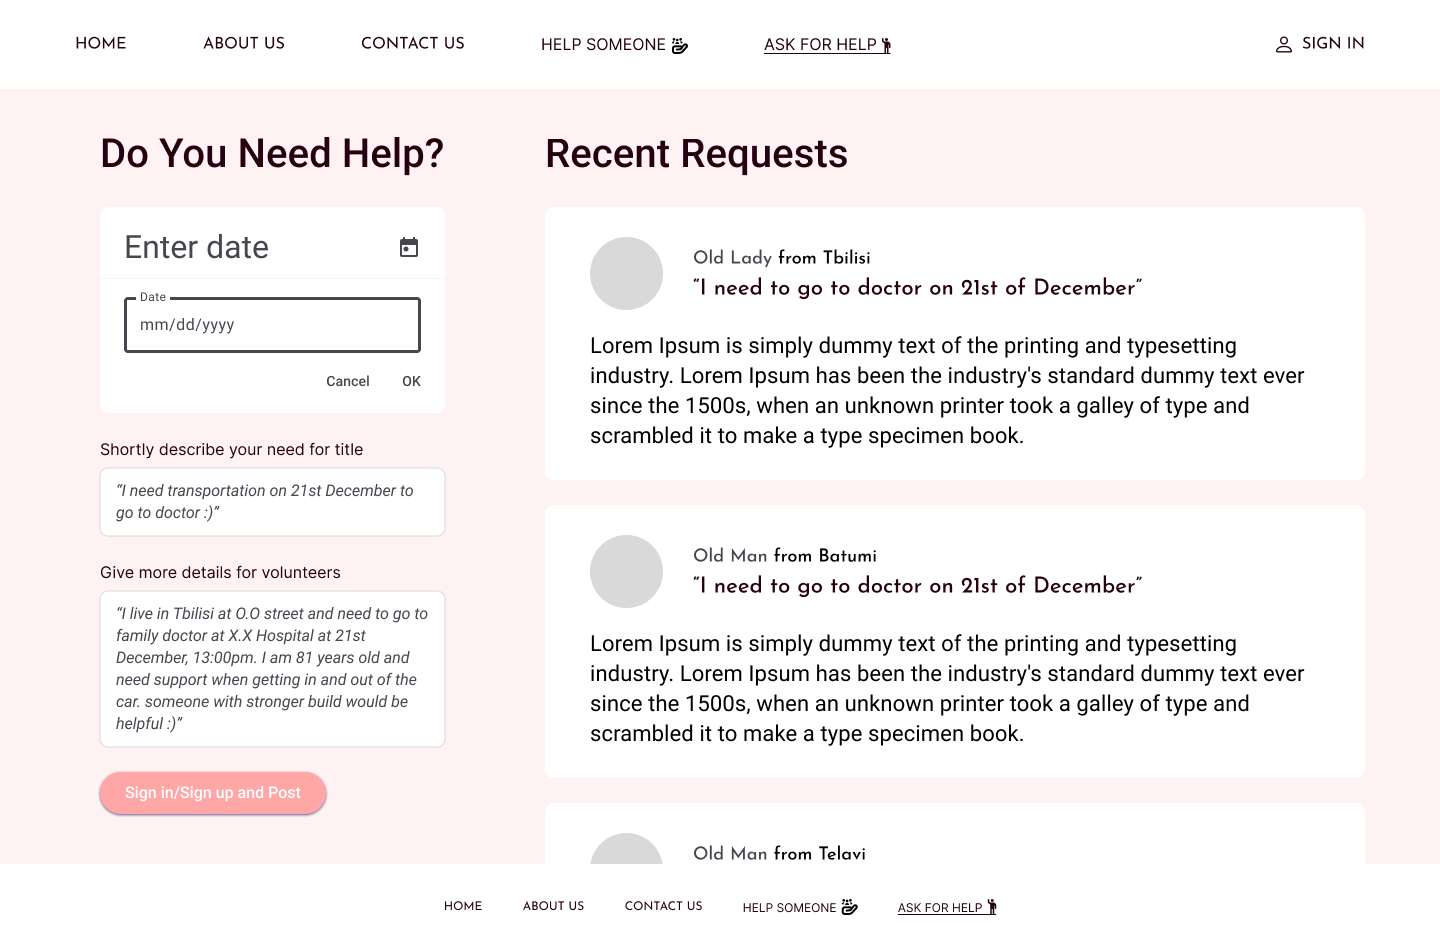 HOME ABOUT US CONTACT US HELP SOMEONE ASK FOR HELP SIGN IN
Do You Need Help?
Enter date
Date
mm/dd/yyyy
Cancel OK
Shortly describe your need for title
“I need transportation on 21st December to
go to doctor :)”
Give more details for volunteers
“I live in Tbilisi at O.O street and need to go to
family doctor at X.X Hospital at 21st
December, 13:00pm. I am 81 years old and
need support when getting in and out of the
car. someone with stronger build would be
helpful :)”
Sign in/Sign up and Post
Recent Requests
Old Lady from Tbilisi
“I need to go to doctor on 21st of December”
Lorem Ipsum is simply dummy text of the printing and typesetting
industry. Lorem Ipsum has been the industry's standard dummy text ever
since the 1500s, when an unknown printer took a galley of type and
scrambled it to make a type specimen book.
Old Man from Batumi
“I need to go to doctor on 21st of December”
Lorem Ipsum is simply dummy text of the printing and typesetting
industry. Lorem Ipsum has been the industry's standard dummy text ever
since the 1500s, when an unknown printer took a galley of type and
scrambled it to make a type specimen book.
Old Man from Telavi
HOME ABOUT US CONTACT US HELP SOMEONE ASK FOR HELP